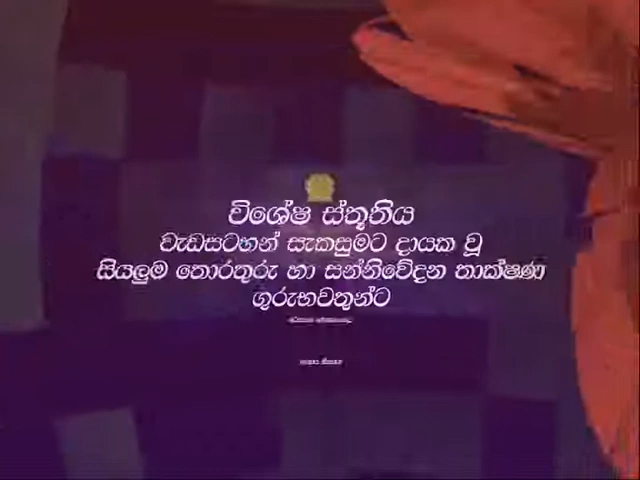 විශේෂ ස්තූතිය
වැඩසටහන් සැකසුමට දායක වූ
සියලුම තොරතුරු හා සන්නිවේදන තාක්ෂණ
ගුරුභවතුන්ට